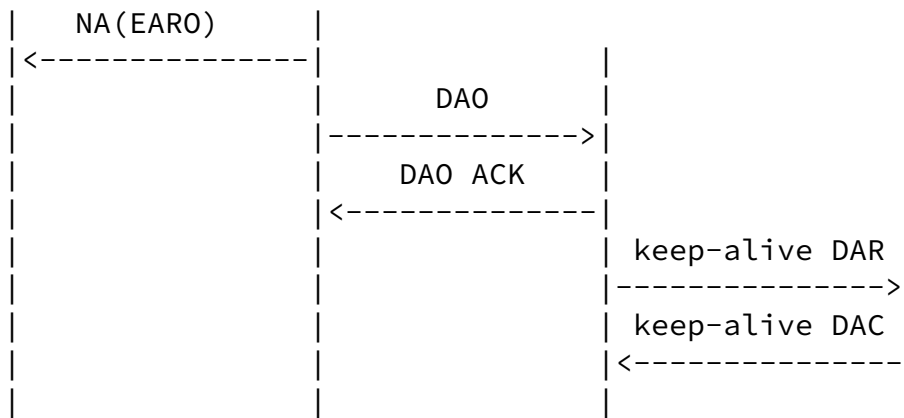 NA(EARO)
DAO
DAO ACK
keep-alive DAR
keep-alive DAC